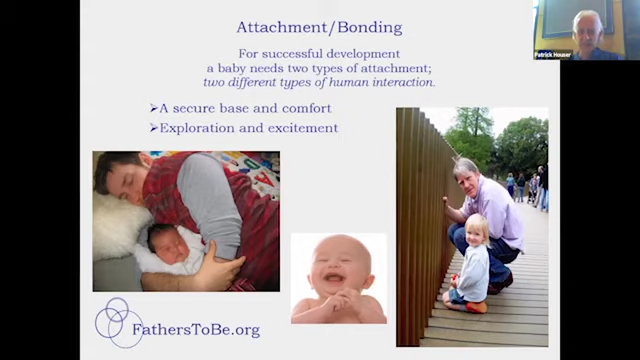 Attachment/Bonding
For successful development
a baby needs two types of attachment;
two different types of human interaction.
➢A secure base and comfort
➢Exploration and excitement
FathersToBe.org
Patrick Houser